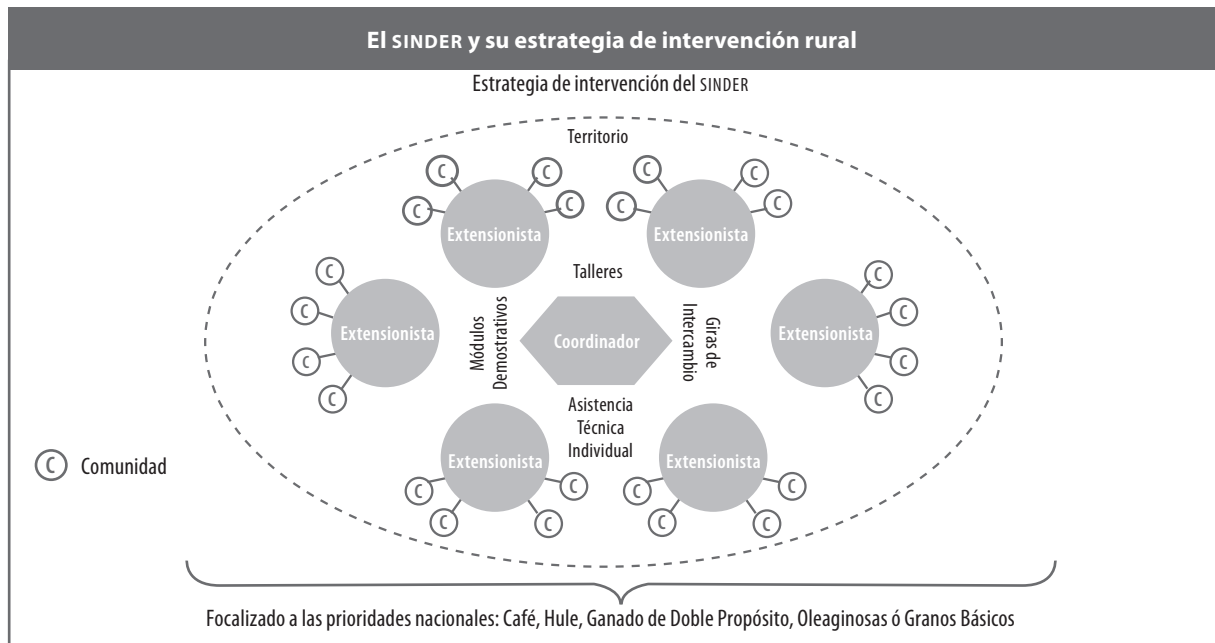 El SINDER y su estrategia de intervención rural
Estrategia de intervención del SINDER
Territorio
C
C
C
C
Extensionista
C
C
C
C
Extensionista
C
C
C
C
Extensionista
Talleres
Módulos
Demostrativos
Coordinador
Giras de
Intercambio
C
C
C
C
Extensionista
Asistencia
Técnica
Individual
Extensionista
C
C
C
C
Extensionista
C
C
C
C
C Comunidad
Focalizado a las prioridades nacionales: Café, Hule, Ganado de Doble Propósito, Oleaginosas ó Granos Básicos